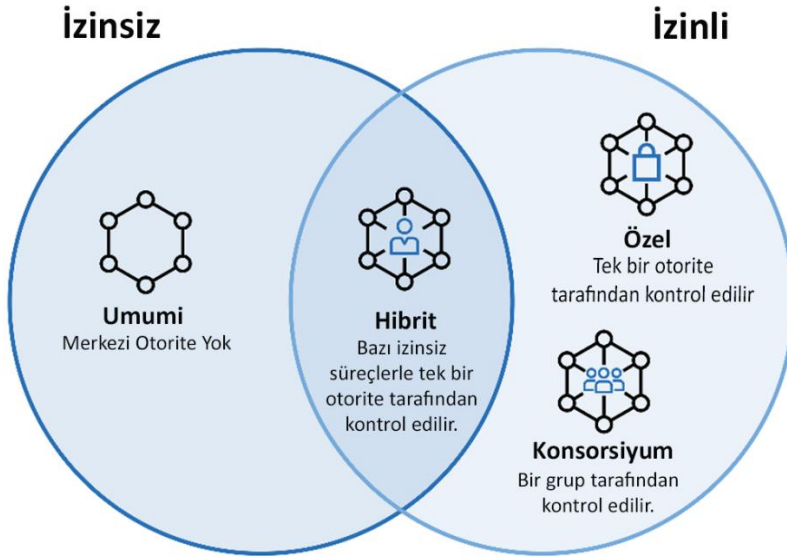 İzinsiz
İzinli
Umumi
Merkezi Otorite Yok
Hibrit
Bazı izinsiz
süreçlerle tek bir
otorite tarafından
kontrol edilir.
Özel
Tek bir otorite
tarafından kontrol edilir
Konsorsiyum
Bir grup tarafından
kontrol edilir.